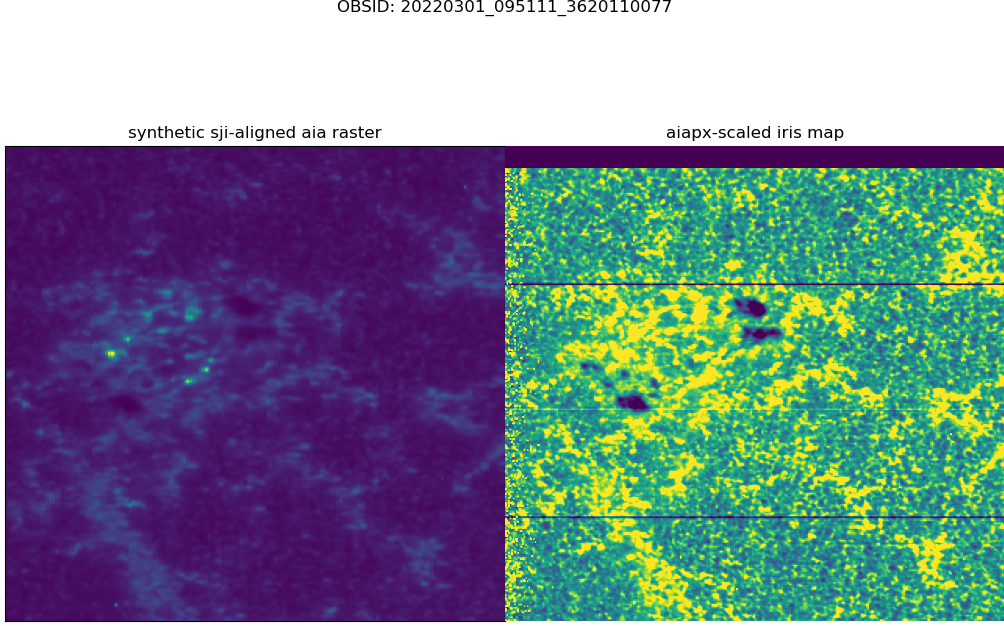 OBSID: 20220301_095111_3620110077
synthetic sji-aligned aia raster
aiapx-scaled iris map